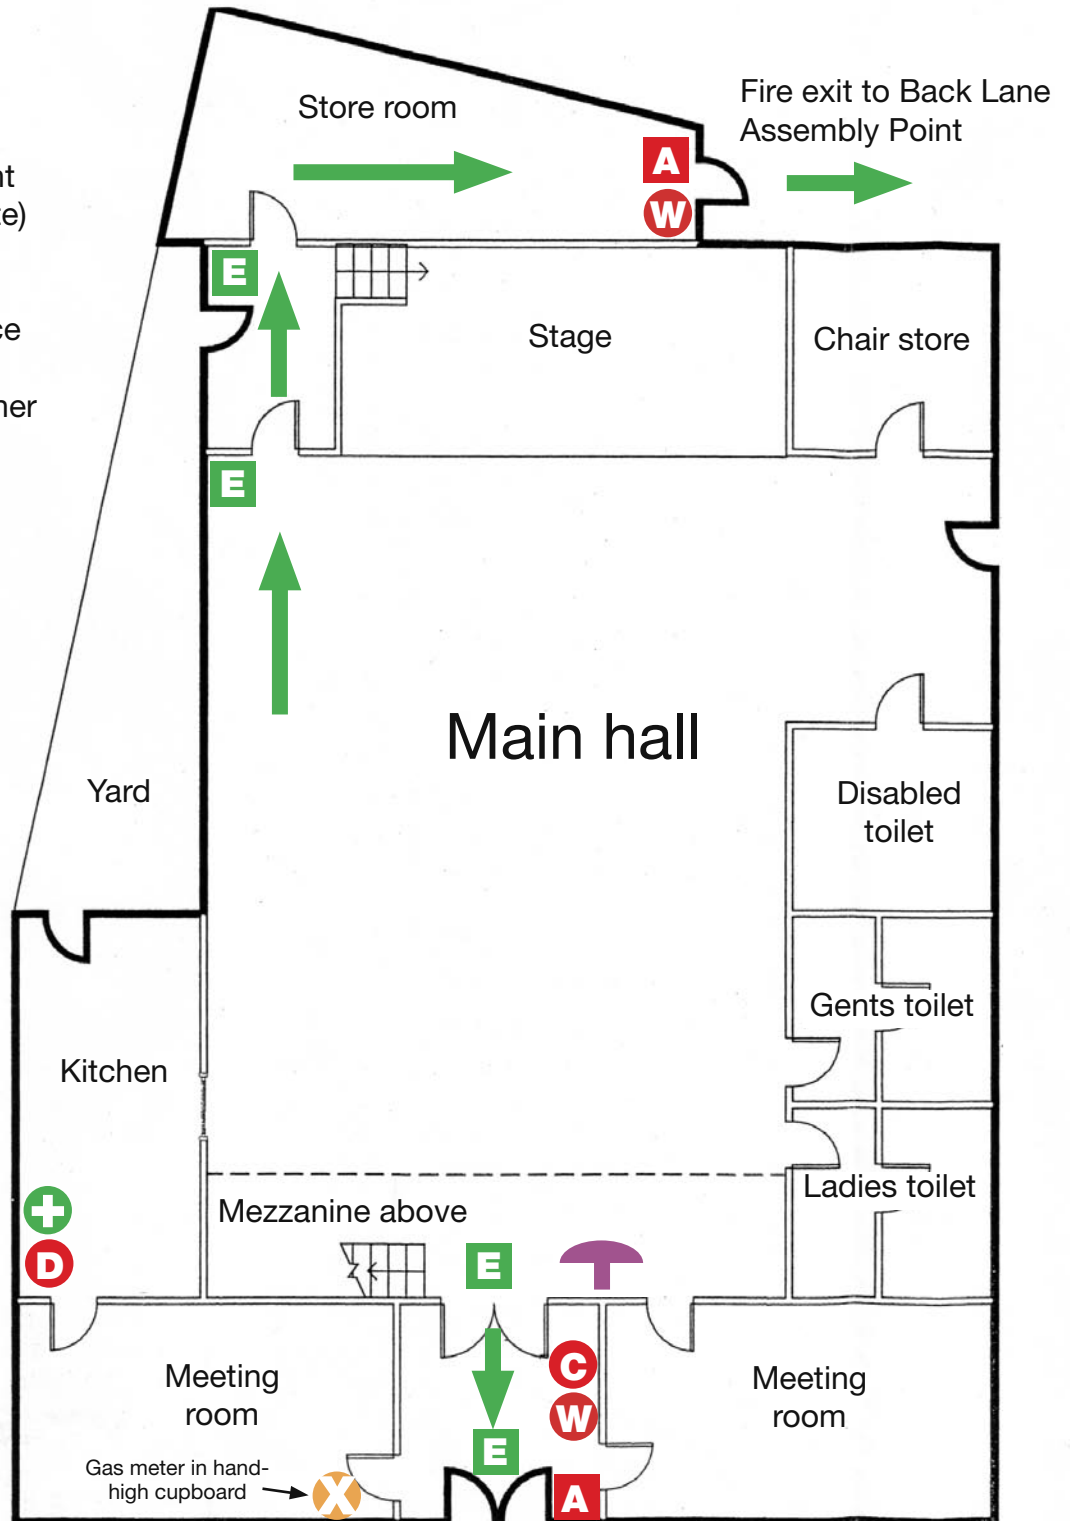 Store room
Fire exit to Back Lane
Assembly Point
A
W
E
Stage
Chair store
E
Main hall
Yard
Disabled
toilet
Gents toilet
Kitchen
Ladies toilet
Mezzanine above
D
E
C
W
Meeting
room
Meeting
room
E
Gas meter in hand-
high cupboard
X
A